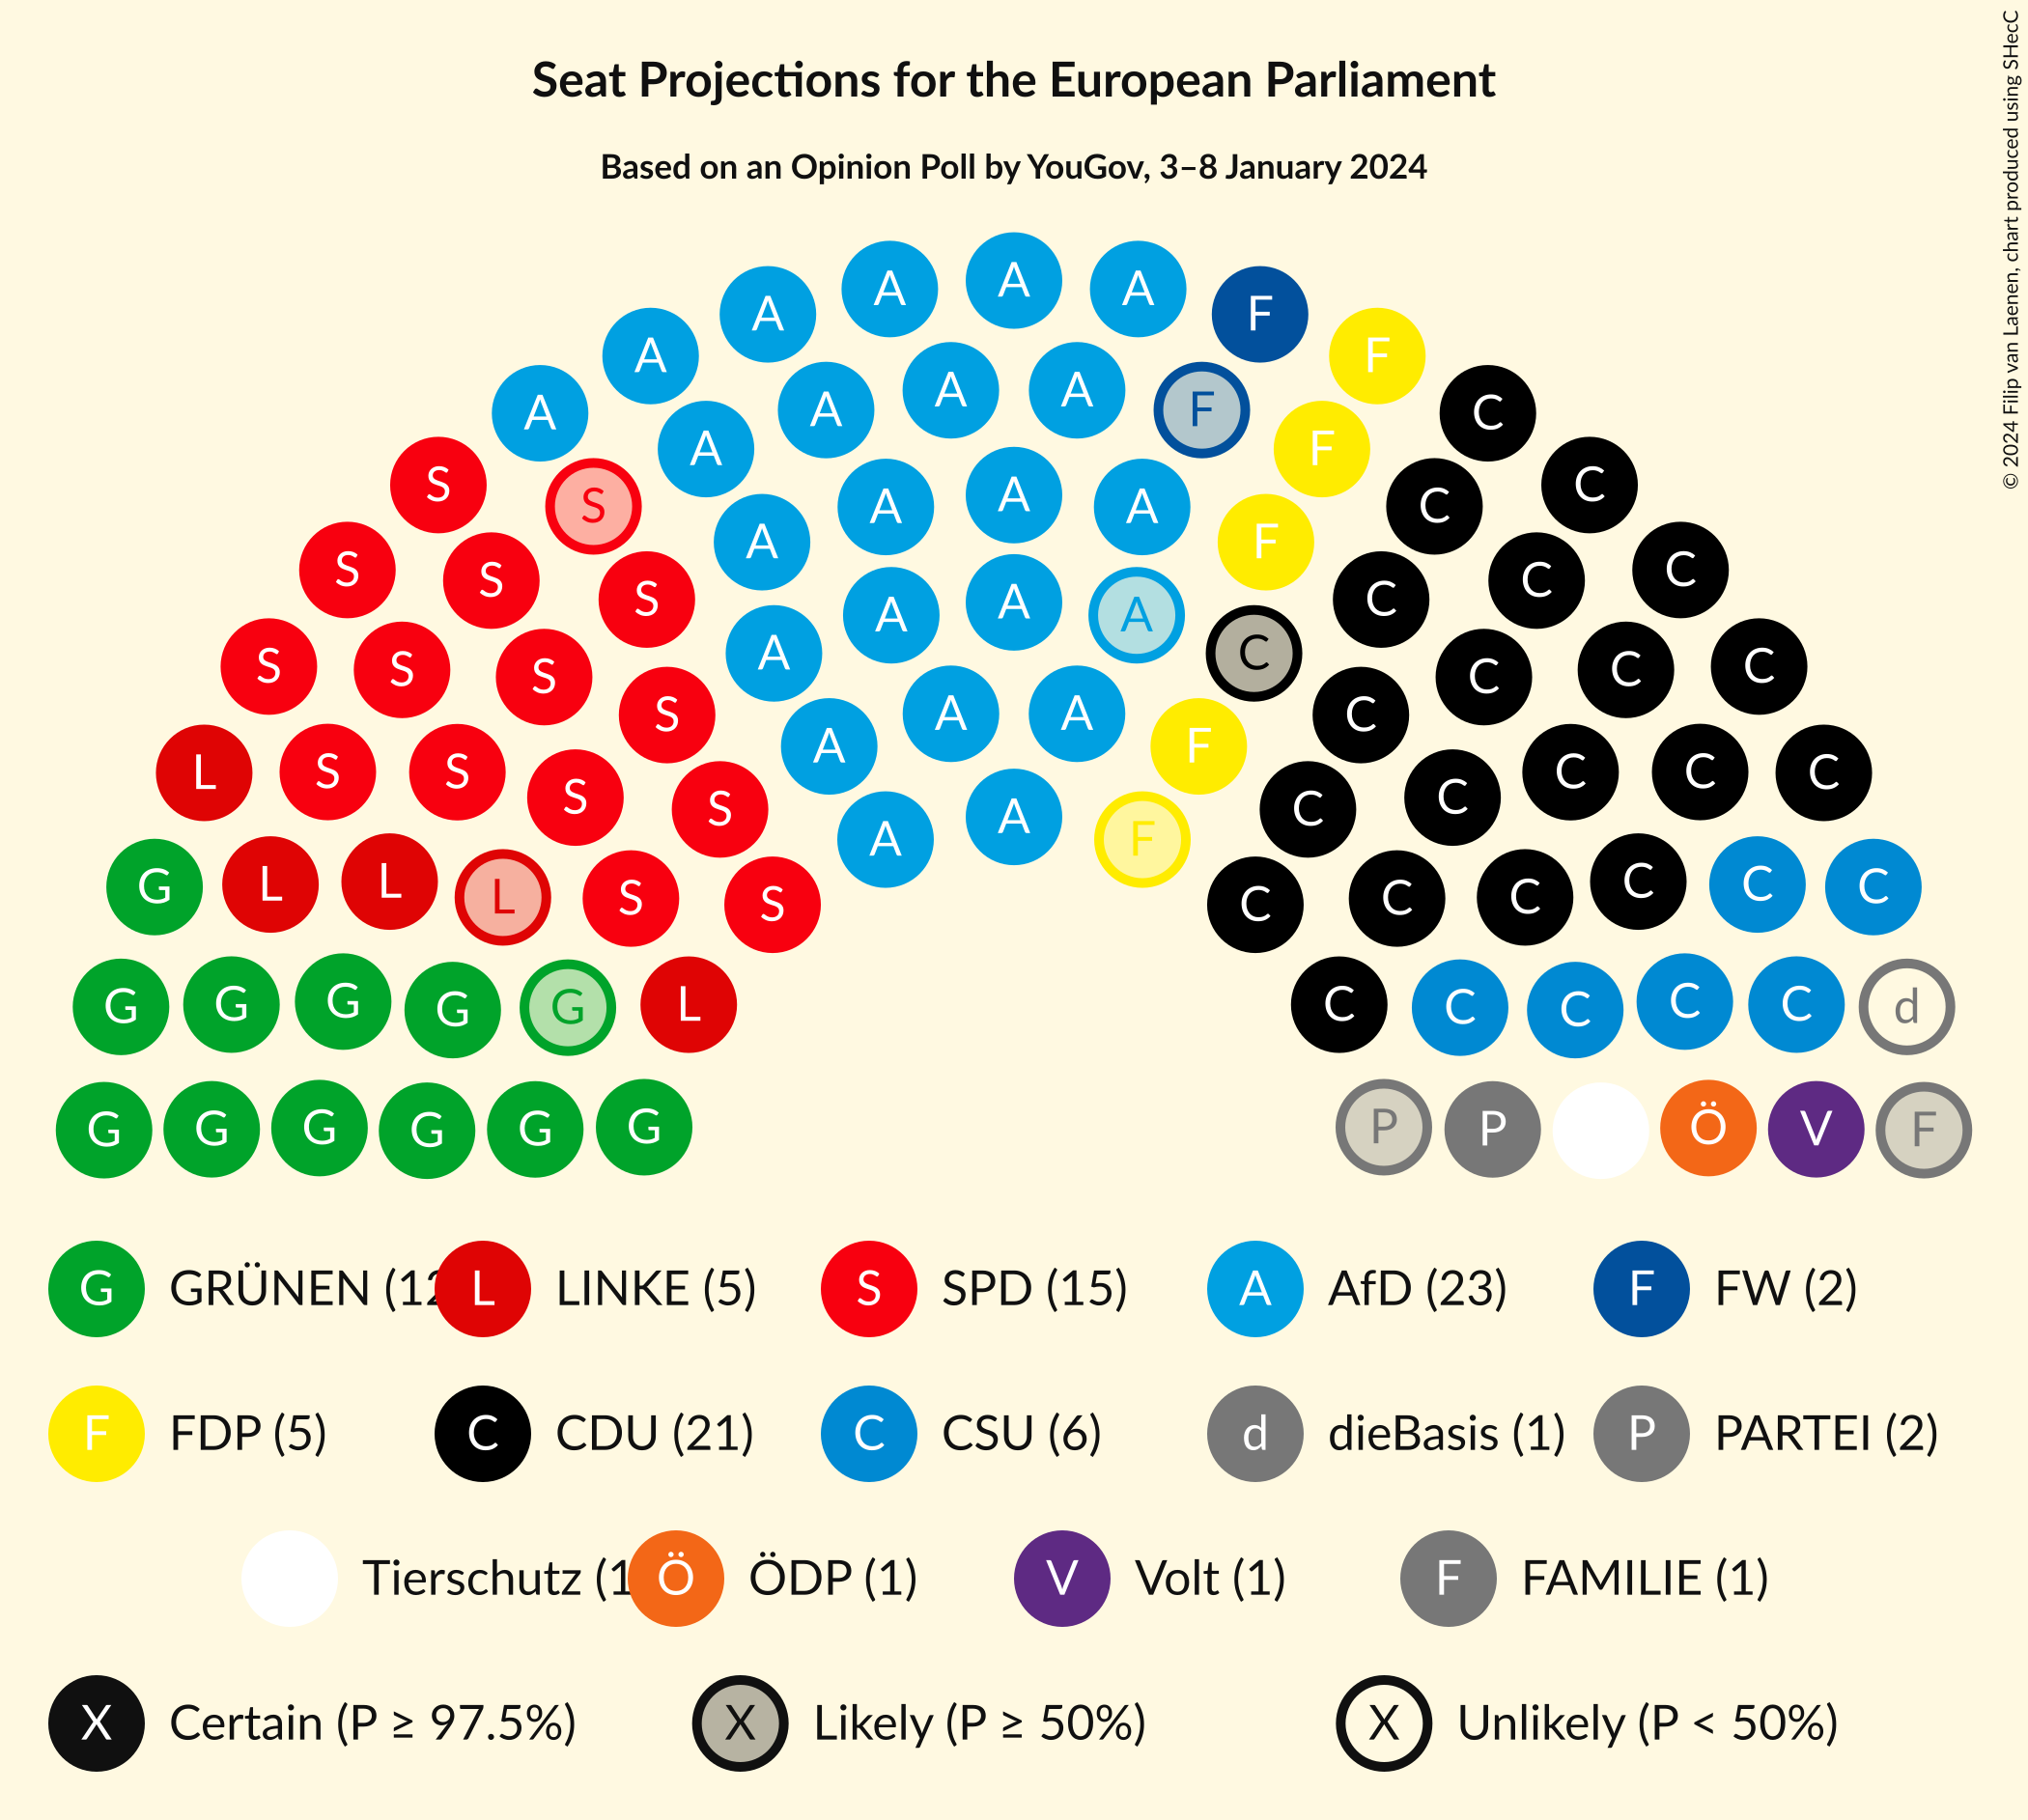 Seat Projections for the European Parliament
Based on an Opinion Poll by YouGov, 3–8 January 2024
© 2024 Filip van Laenen, chart produced using SHecC
A A A A F
A F
A A A A F C
A F
S S A A A C C
A F
S S S C C C
A A A
S S S A C C C C
S A A C
A F
L S S S S C C C C C
A A F
G L L L S S C C C C C C
G G G G G L C C C C C d
G G G G G G P P Ö V F
G GRÜNEN (12 L LINKE (5) S SPD (15) A AfD (23) F FW (2)
F FDP (5) C CDU (21) C CSU (6) d dieBasis (1) P PARTEI (2)
Tierschutz (1 Ö ÖDP (1) V Volt (1) F FAMILIE (1)
X Certain (P ≥ 97.5%) X Likely (P ≥ 50%) X Unlikely (P < 50%)